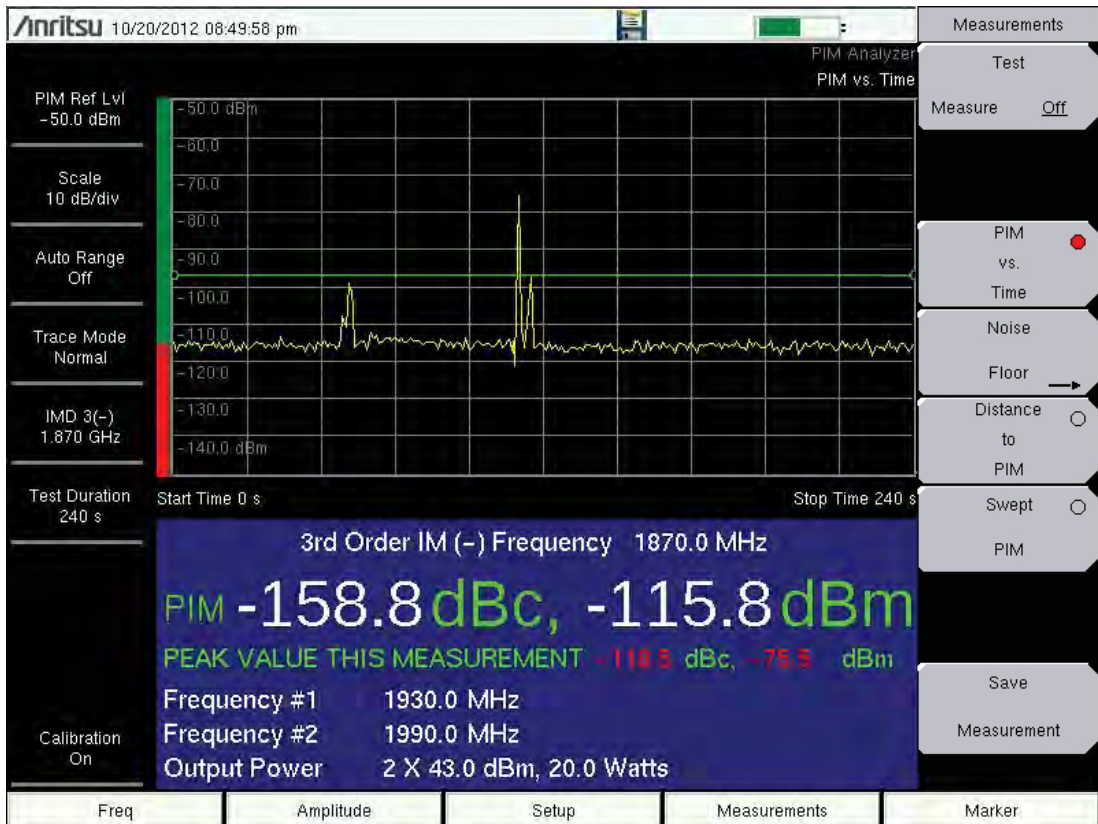 Anritsu 10/20/2012 08:49:58 pm
PIM Analyzer
PIM vs. Time
PIM Ref Lvl
-50.0 dBm
Scale
10 dB/div
Auto Range
Off
Trace Mode
Normal
IMD 3(-)
1.870 GHz
Test Duration
240 s
Calibration
On
-50.0 dBm
-60.0
-70.0
-80.0
-90.0
-100.0
-110.0
-120.0
-130.0
-140.0 dBm
Start Time 0 s
Stop Time 240 s
3rd Order IM (-) Frequency 1870.0 MHz
PIM -158.8 dBc, -115.8 dBm
PEAK VALUE THIS MEASUREMENT -118.5 dBc, -75.5 dBm
Frequency #1 1930.0 MHz
Frequency #2 1990.0 MHz
Output Power 2 X 43.0 dBm, 20.0 Watts
Measurements
Test
Measure Off
PIM
vs.
Time
Noise
Floor
Distance
to
PIM
Swept
PIM
Save
Measurement
Freq
Amplitude
Setup
Measurements
Marker